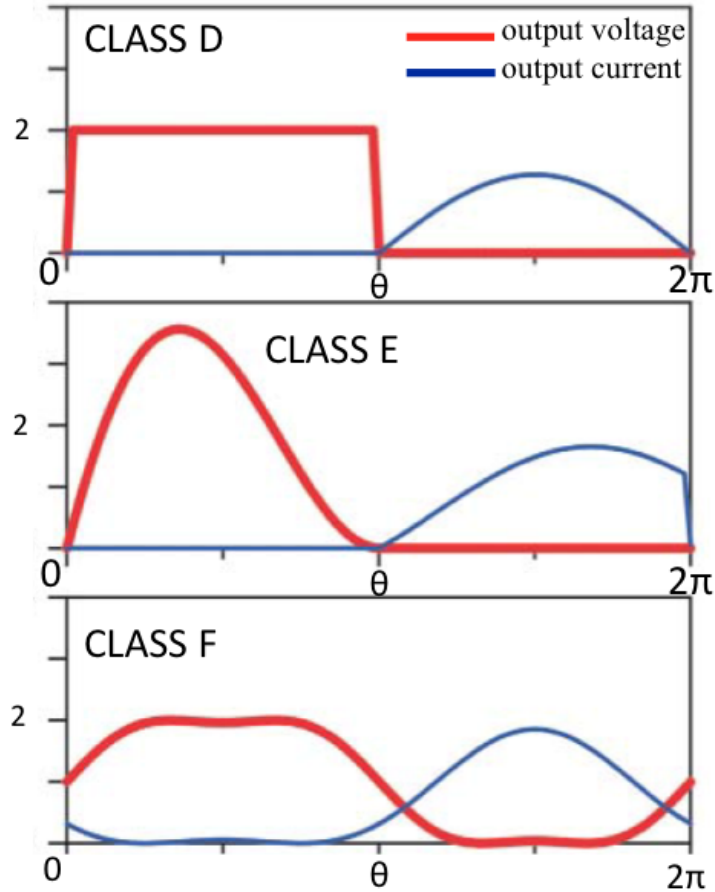 CLASS D
output voltage
output current
2
0
θ
2π
CLASS E
2
0
θ
2π
CLASS F
2
0
θ
2π